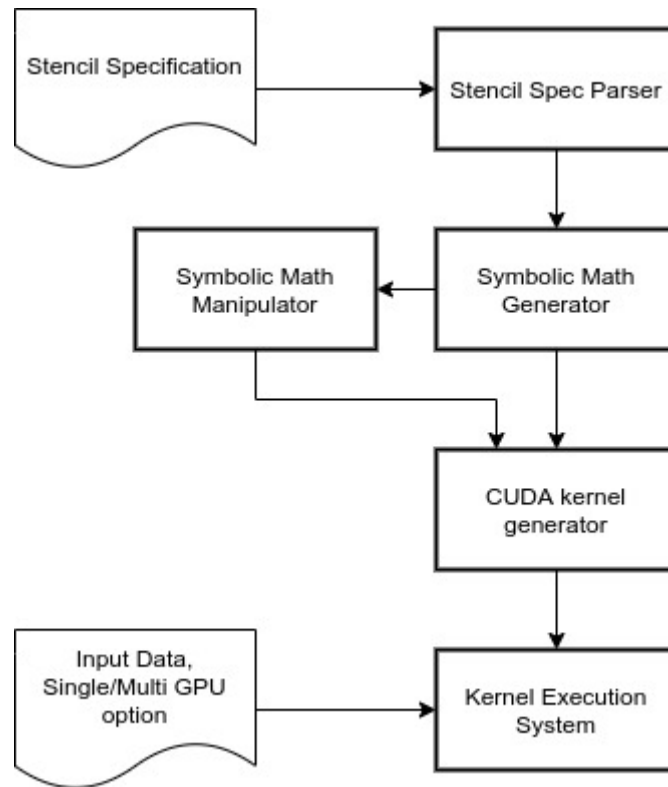 Stencil Specification
Stencil Spec Parser
Symbolic Math
Manipulator
Symbolic Math
Generator
CUDA kernel
generator
Input Data,
Single/Multi GPU
option
Kernel Execution
System